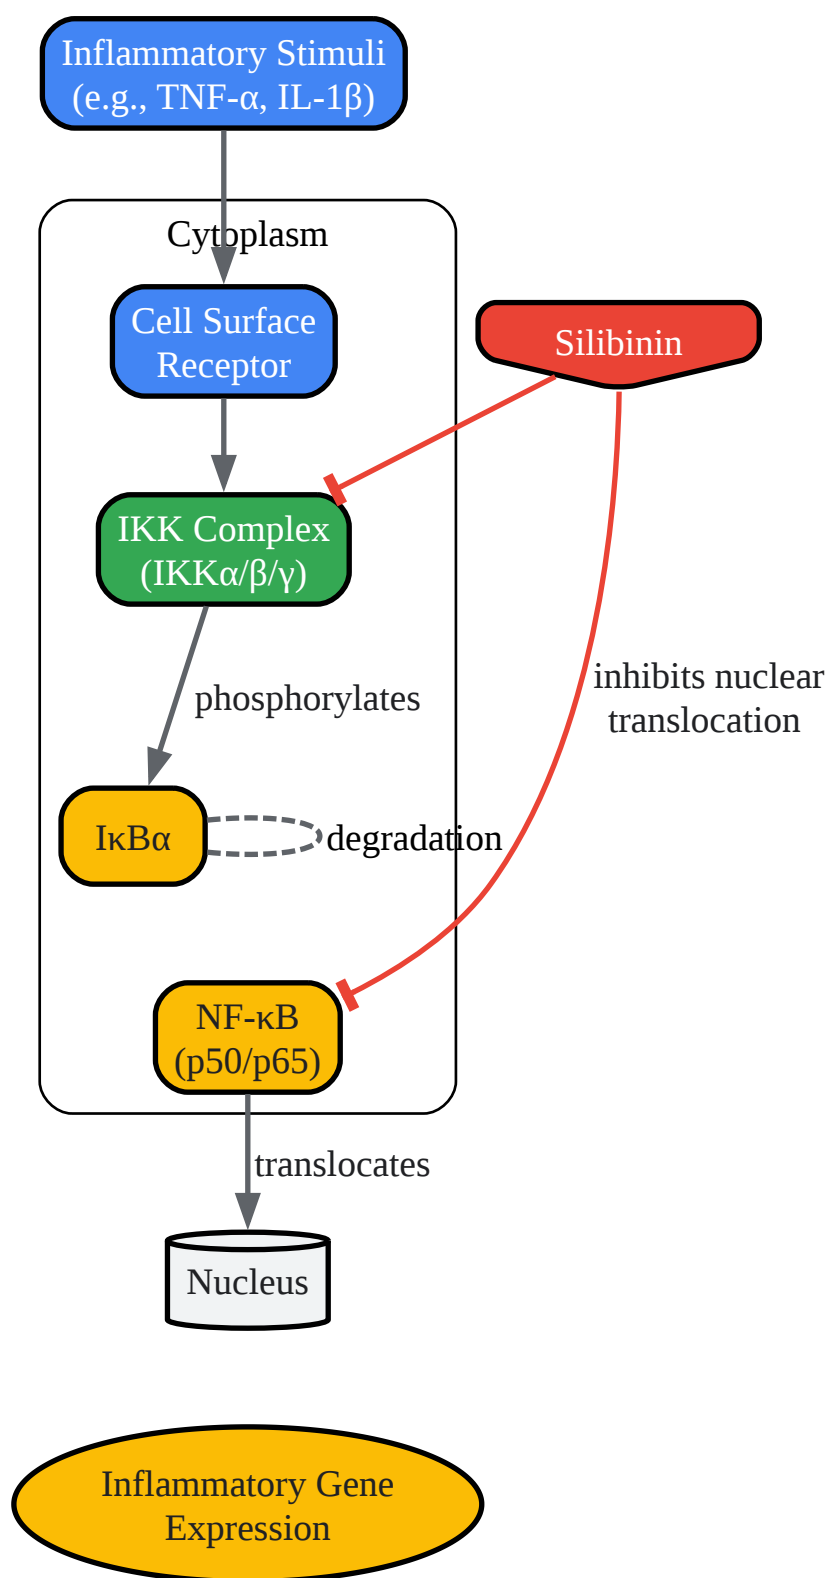 Inflammatory Stimuli
(e.g., TNF-α, IL-1β)
Cytoplasm
Cell Surface
Receptor
Silibinin
IKK Complex
(IKKα/β/γ)
phosphorylates
inhibits nuclear
translocation
IκBα
degradation
NF-κB
(p50/p65)
translocates
Nucleus
Inflammatory Gene
Expression